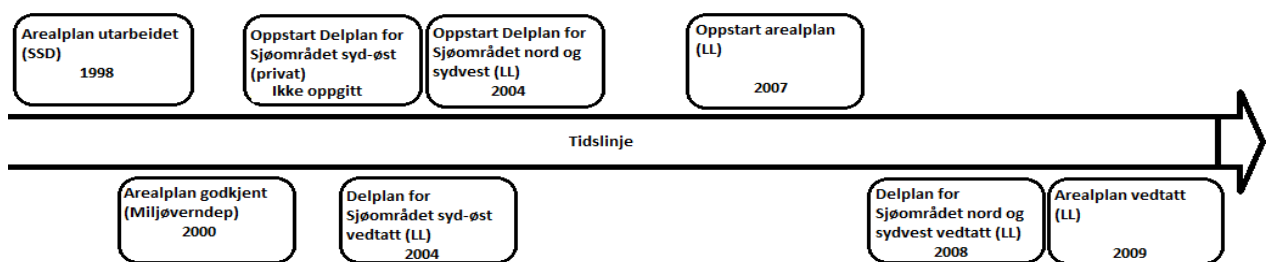 Arealplan utarbeidet
(SSD)
1998
Oppstart Delplan for
Sjøområdet syd-øst
(privat)
Ikke oppgitt
Oppstart Delplan for
Sjøområdet nord og
sydvest (LL)
2004
Oppstart arealplan
(LL)
2007
Tidslinje
Arealplan godkjent
(Miljøverndep)
2000
Delplan for
Sjøområdet syd-øst
vedtatt (LL)
2004
Delplan for
Sjøområdet nord og
sydvest vedtatt (LL)
2008
Arealplan vedtatt
(LL)
2009